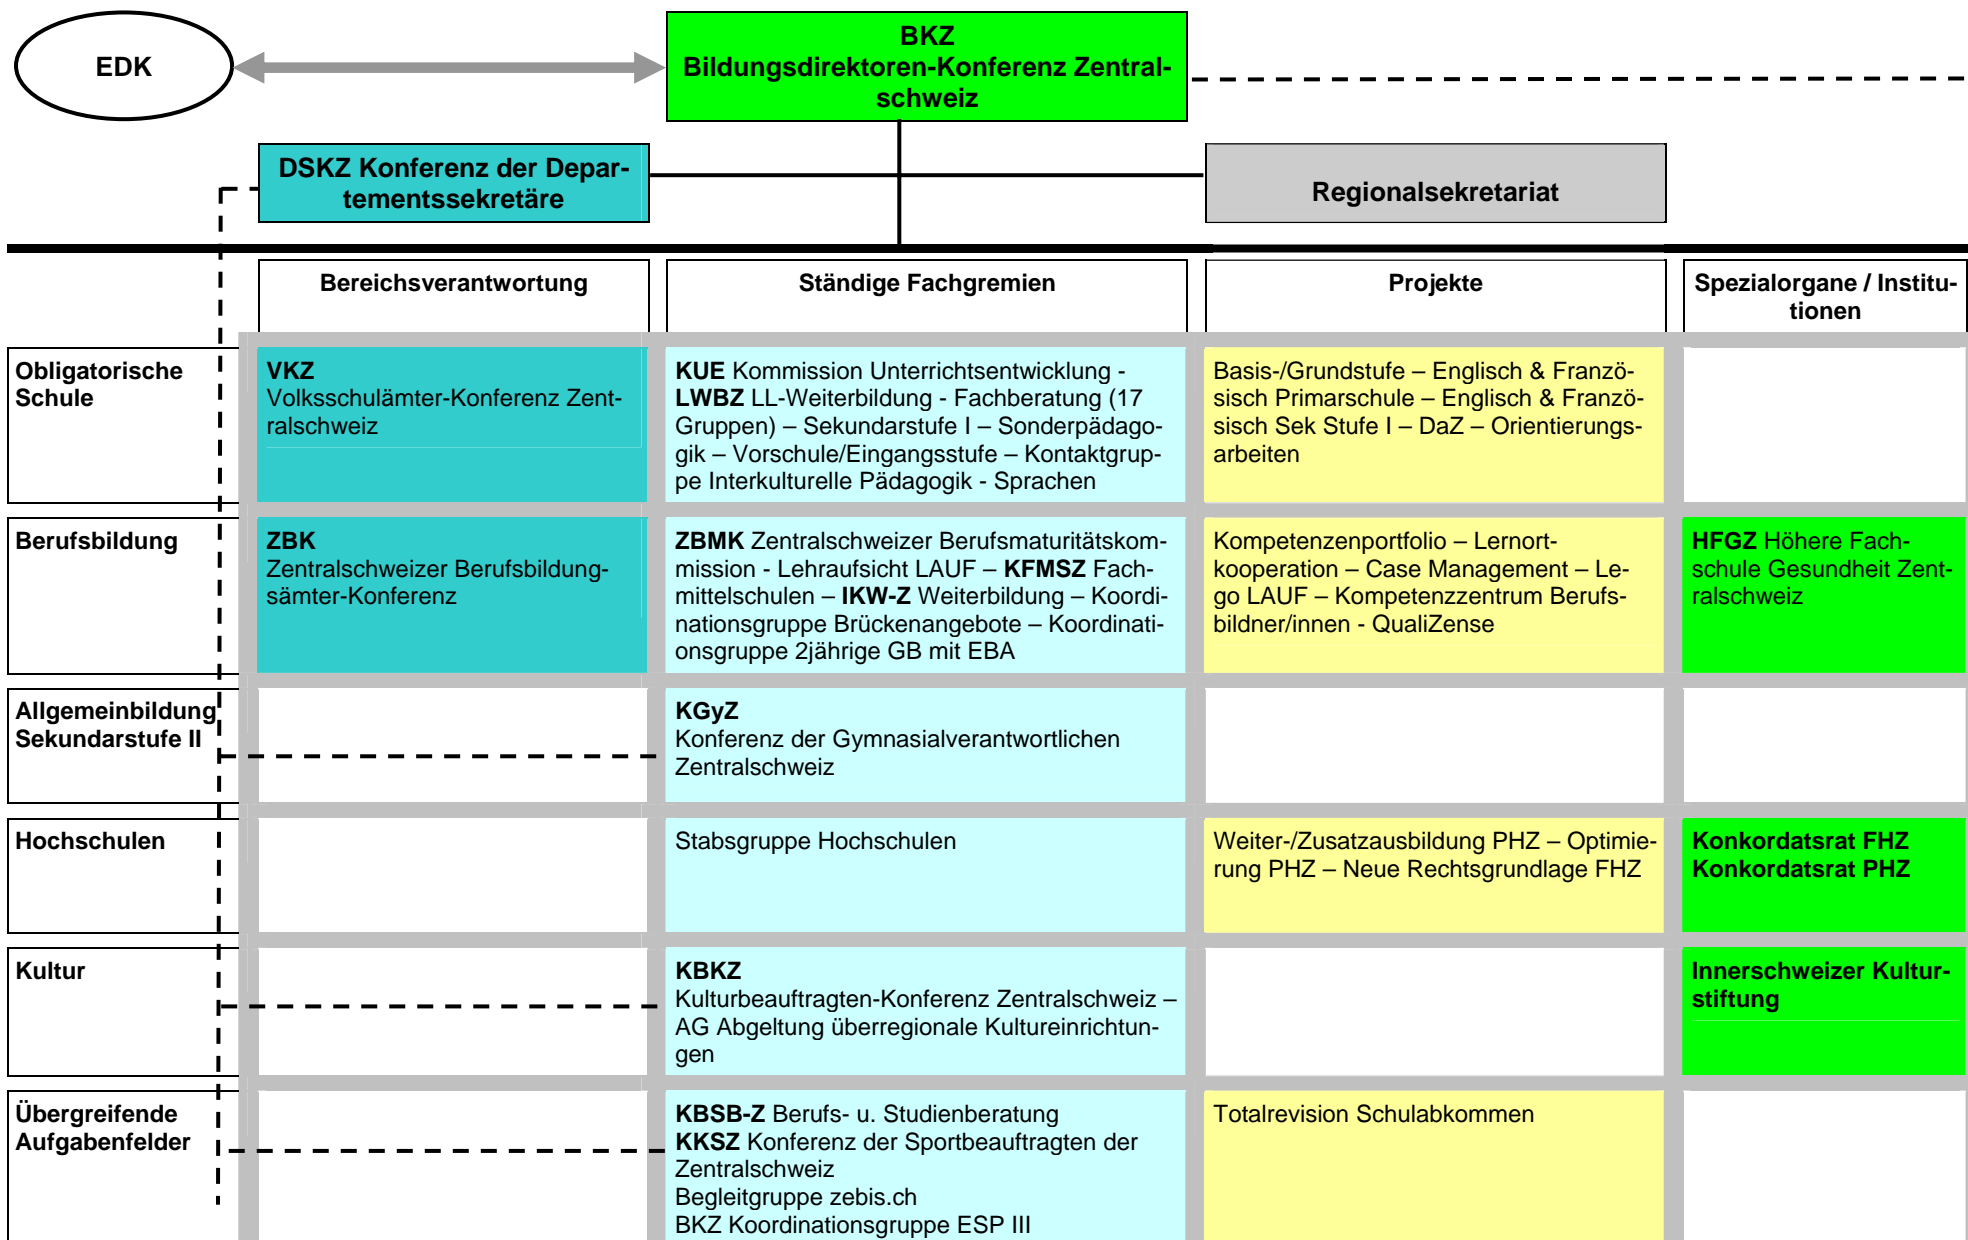 EDK
BKZ
Bildungsdirektoren-Konferenz Zentral-
schweiz
DSKZ Konferenz der Depar-
tementssekretäre
Regionalsekretariat
Bereichsverantwortung
Ständige Fachgremien
Projekte
Spezialorgane / Institu-
tionen
Obligatorische
Schule
VKZ
Volksschulämter-Konferenz Zent-
ralschweiz
KUE Kommission Unterrichtsentwicklung -
LWBZ LL-Weiterbildung - Fachberatung (17
Gruppen) – Sekundarstufe I – Sonderpädago-
gik – Vorschule/Eingangsstufe – Kontaktgrup-
pe Interkulturelle Pädagogik - Sprachen
Basis-/Grundstufe – Englisch & Franzö-
sisch Primarschule – Englisch & Franzö-
sisch Sek Stufe I – DaZ – Orientierungs-
arbeiten
Berufsbildung
ZBK
Zentralschweizer Berufsbildung-
sämter-Konferenz
ZBMK Zentralschweizer Berufsmaturitätskom-
mission - Lehraufsicht LAUF – KFMSZ Fach-
mittelschulen – IKW-Z Weiterbildung – Koordi-
nationsgruppe Brückenangebote – Koordinati-
onsgruppe 2jährige GB mit EBA
Kompetenzenportfolio – Lernort-
kooperation – Case Management – Le-
go LAUF – Kompetenzzentrum Berufs-
bildner/innen - QualiZense
HFGZ Höhere Fach-
schule Gesundheit Zent-
ralschweiz
Allgemeinbildung
Sekundarstufe II
KGyZ
Konferenz der Gymnasialverantwortlichen
Zentralschweiz
Hochschulen
Stabsgruppe Hochschulen
Weiter-/Zusatzausbildung PHZ – Optimie-
rung PHZ – Neue Rechtsgrundlage FHZ
Konkordatsrat FHZ
Konkordatsrat PHZ
Kultur
KBKZ
Kulturbeauftragten-Konferenz Zentralschweiz –
AG Abgeltung überregionale Kultureinrichtun-
gen
Innerschweizer Kultur-
stiftung
Übergreifende
Aufgabenfelder
KBSB-Z Berufs- u. Studienberatung
KKSZ Konferenz der Sportbeauftragten der
Zentralschweiz
Begleitgruppe zebis.ch
BKZ Koordinationsgruppe ESP III
Totalrevision Schulabkommen